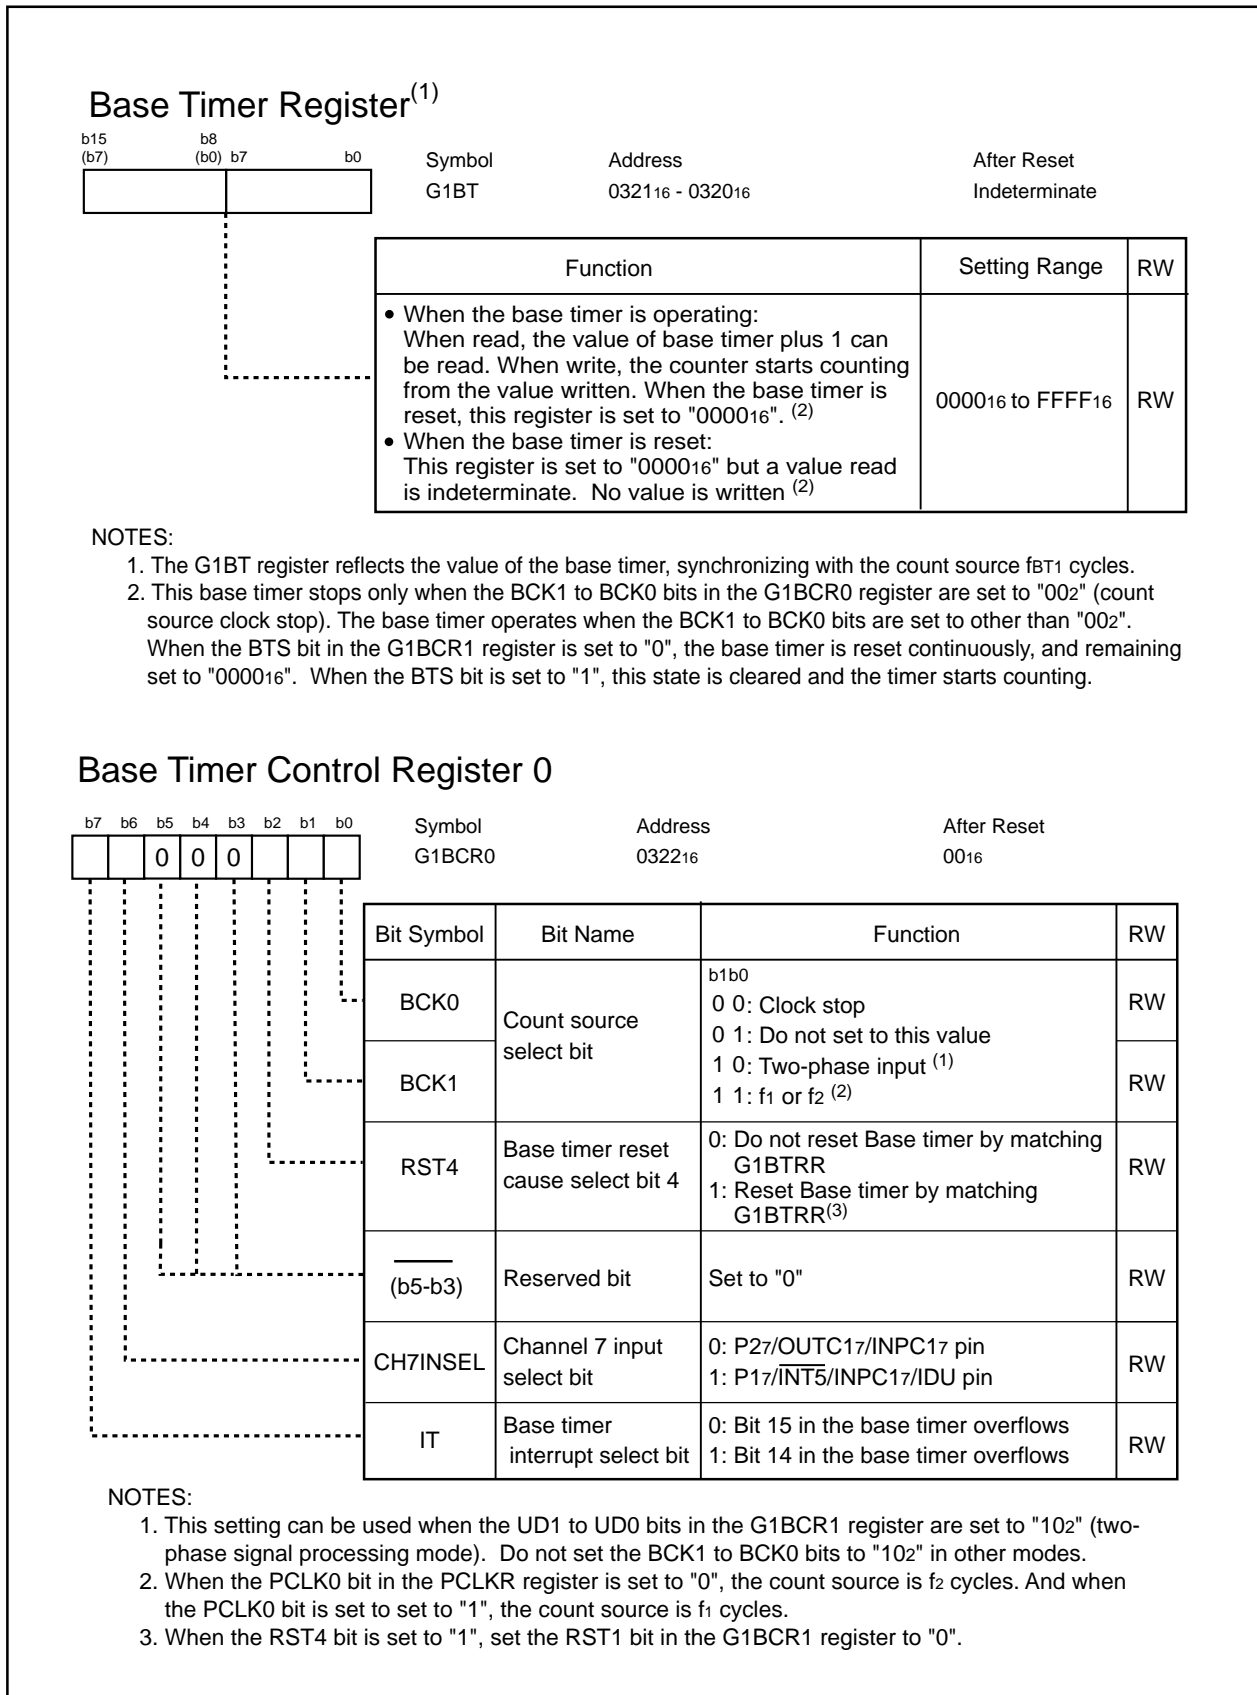 Base Timer Register(1)
b15 b8
(b7) (b0) b7 b0
Symbol Address After Reset
G1BT 032116 - 032016 Indeterminate
Function Setting Range RW
• When the base timer is operating:
When read, the value of base timer plus 1 can
be read. When write, the counter starts counting
from the value written. When the base timer is
reset, this register is set to "000016". (2)
• When the base timer is reset:
This register is set to "000016" but a value read
is indeterminate. No value is written (2)
000016 to FFFF16 RW
NOTES:
1. The G1BT register reflects the value of the base timer, synchronizing with the count source fBT1 cycles.
2. This base timer stops only when the BCK1 to BCK0 bits in the G1BCR0 register are set to "002" (count
source clock stop). The base timer operates when the BCK1 to BCK0 bits are set to other than "002".
When the BTS bit in the G1BCR1 register is set to "0", the base timer is reset continuously, and remaining
set to "000016". When the BTS bit is set to "1", this state is cleared and the timer starts counting.
Base Timer Control Register 0
b7 b6 b5 b4 b3 b2 b1 b0
0 0 0
Symbol Address After Reset
G1BCR0 032216 0016
Bit Symbol Bit Name Function RW
BCK0 RW
BCK1 RW
Count source
select bit
b1b0
0 0: Clock stop
0 1: Do not set to this value
1 0: Two-phase input (1)
1 1: f1 or f2 (2)
RST4
Base timer reset
cause select bit 4
0: Do not reset Base timer by matching
G1BTRR
1: Reset Base timer by matching
G1BTRR(3)
RW
(b5-b3) Reserved bit Set to "0" RW
CH7INSEL
Channel 7 input
select bit
0: P27/OUTC17/INPC17 pin
1: P17/INT5/INPC17/IDU pin
RW
IT
Base timer
interrupt select bit
0: Bit 15 in the base timer overflows
1: Bit 14 in the base timer overflows
RW
NOTES:
1. This setting can be used when the UD1 to UD0 bits in the G1BCR1 register are set to "102" (two-
phase signal processing mode). Do not set the BCK1 to BCK0 bits to "102" in other modes.
2. When the PCLK0 bit in the PCLKR register is set to "0", the count source is f2 cycles. And when
the PCLK0 bit is set to set to "1", the count source is f1 cycles.
3. When the RST4 bit is set to "1", set the RST1 bit in the G1BCR1 register to "0".